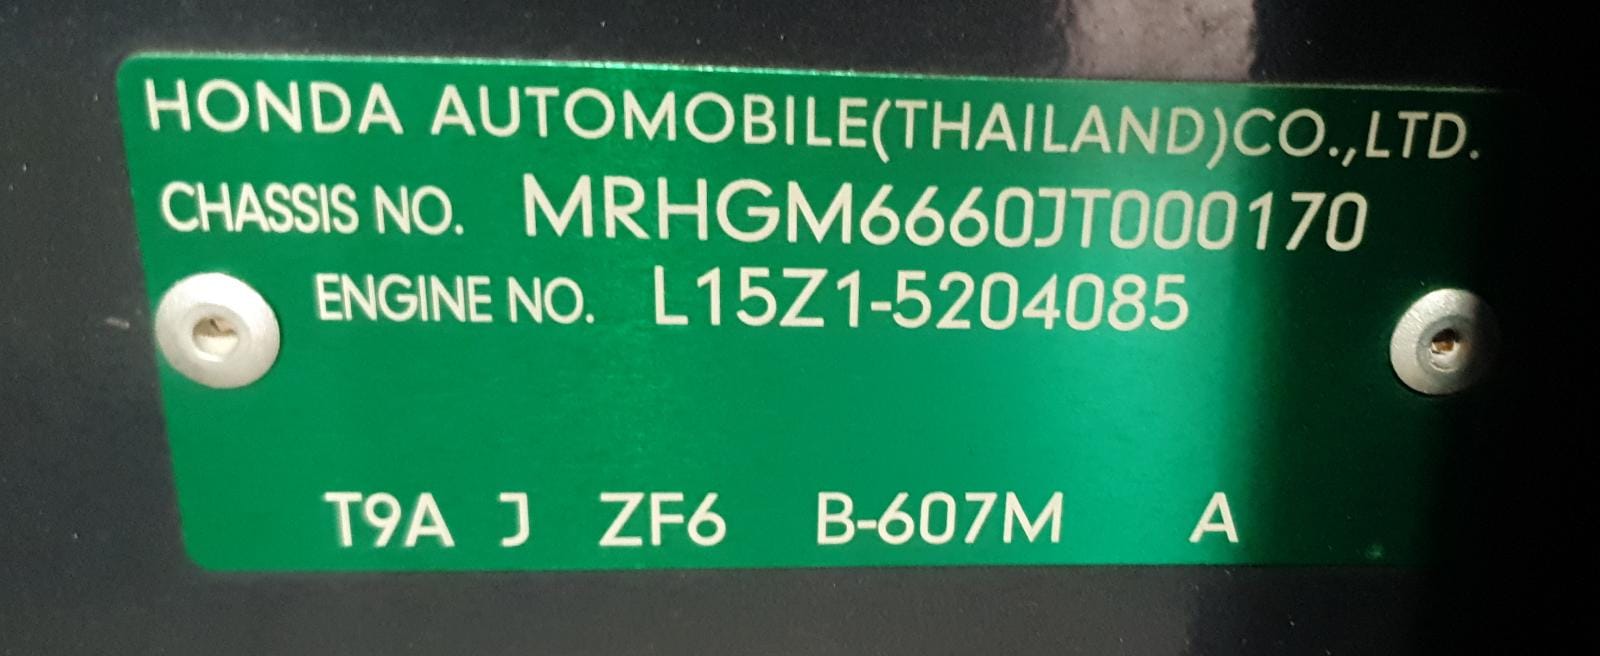 HONDA AUTOMOBILE(THAILAND)CO.,LTD.
CHASSIS NO. MRHGM6660JT000170
ENGINE NO. L15Z1-5204085
T9A J ZF6 B-607M A